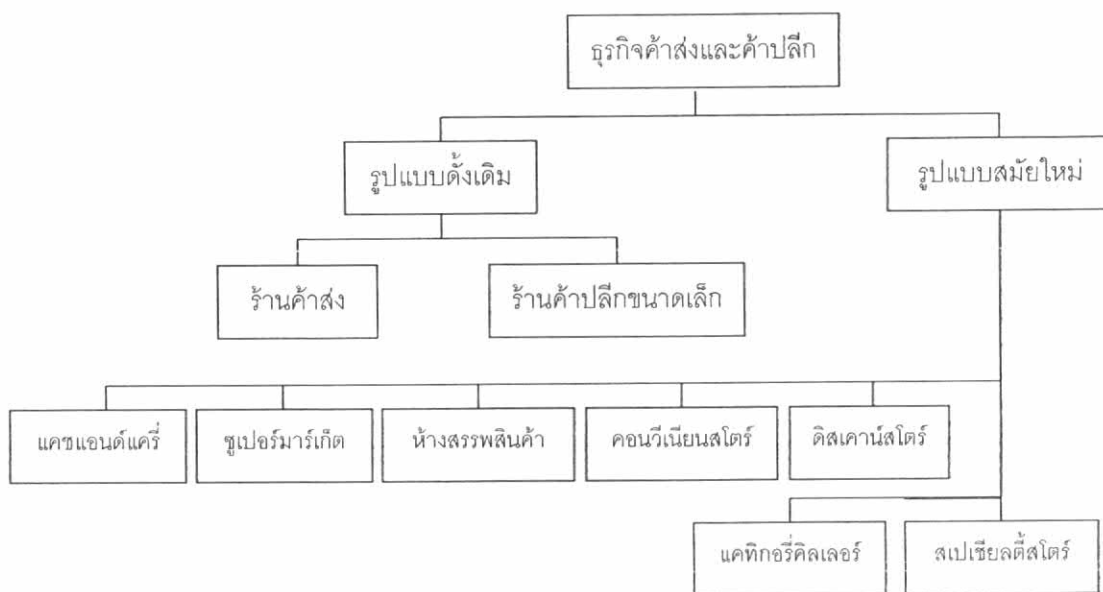 ธุรกิจค้าส่งและค้าปลีก
รูปแบบดั้งเดิม
รูปแบบสมัยใหม่
ร้านค้าส่ง
ร้านค้าปลีกขนาดเล็ก
แคชแอนด์แครี่
ซูเปอร์มาร์เก็ต
ห้างสรรพสินค้า
คอนวีเนียนสโตร์
ดิสเคาน์สโตร์
แคทิกอรี่คิลเลอร์
สเปเชียลตี้สโตร์